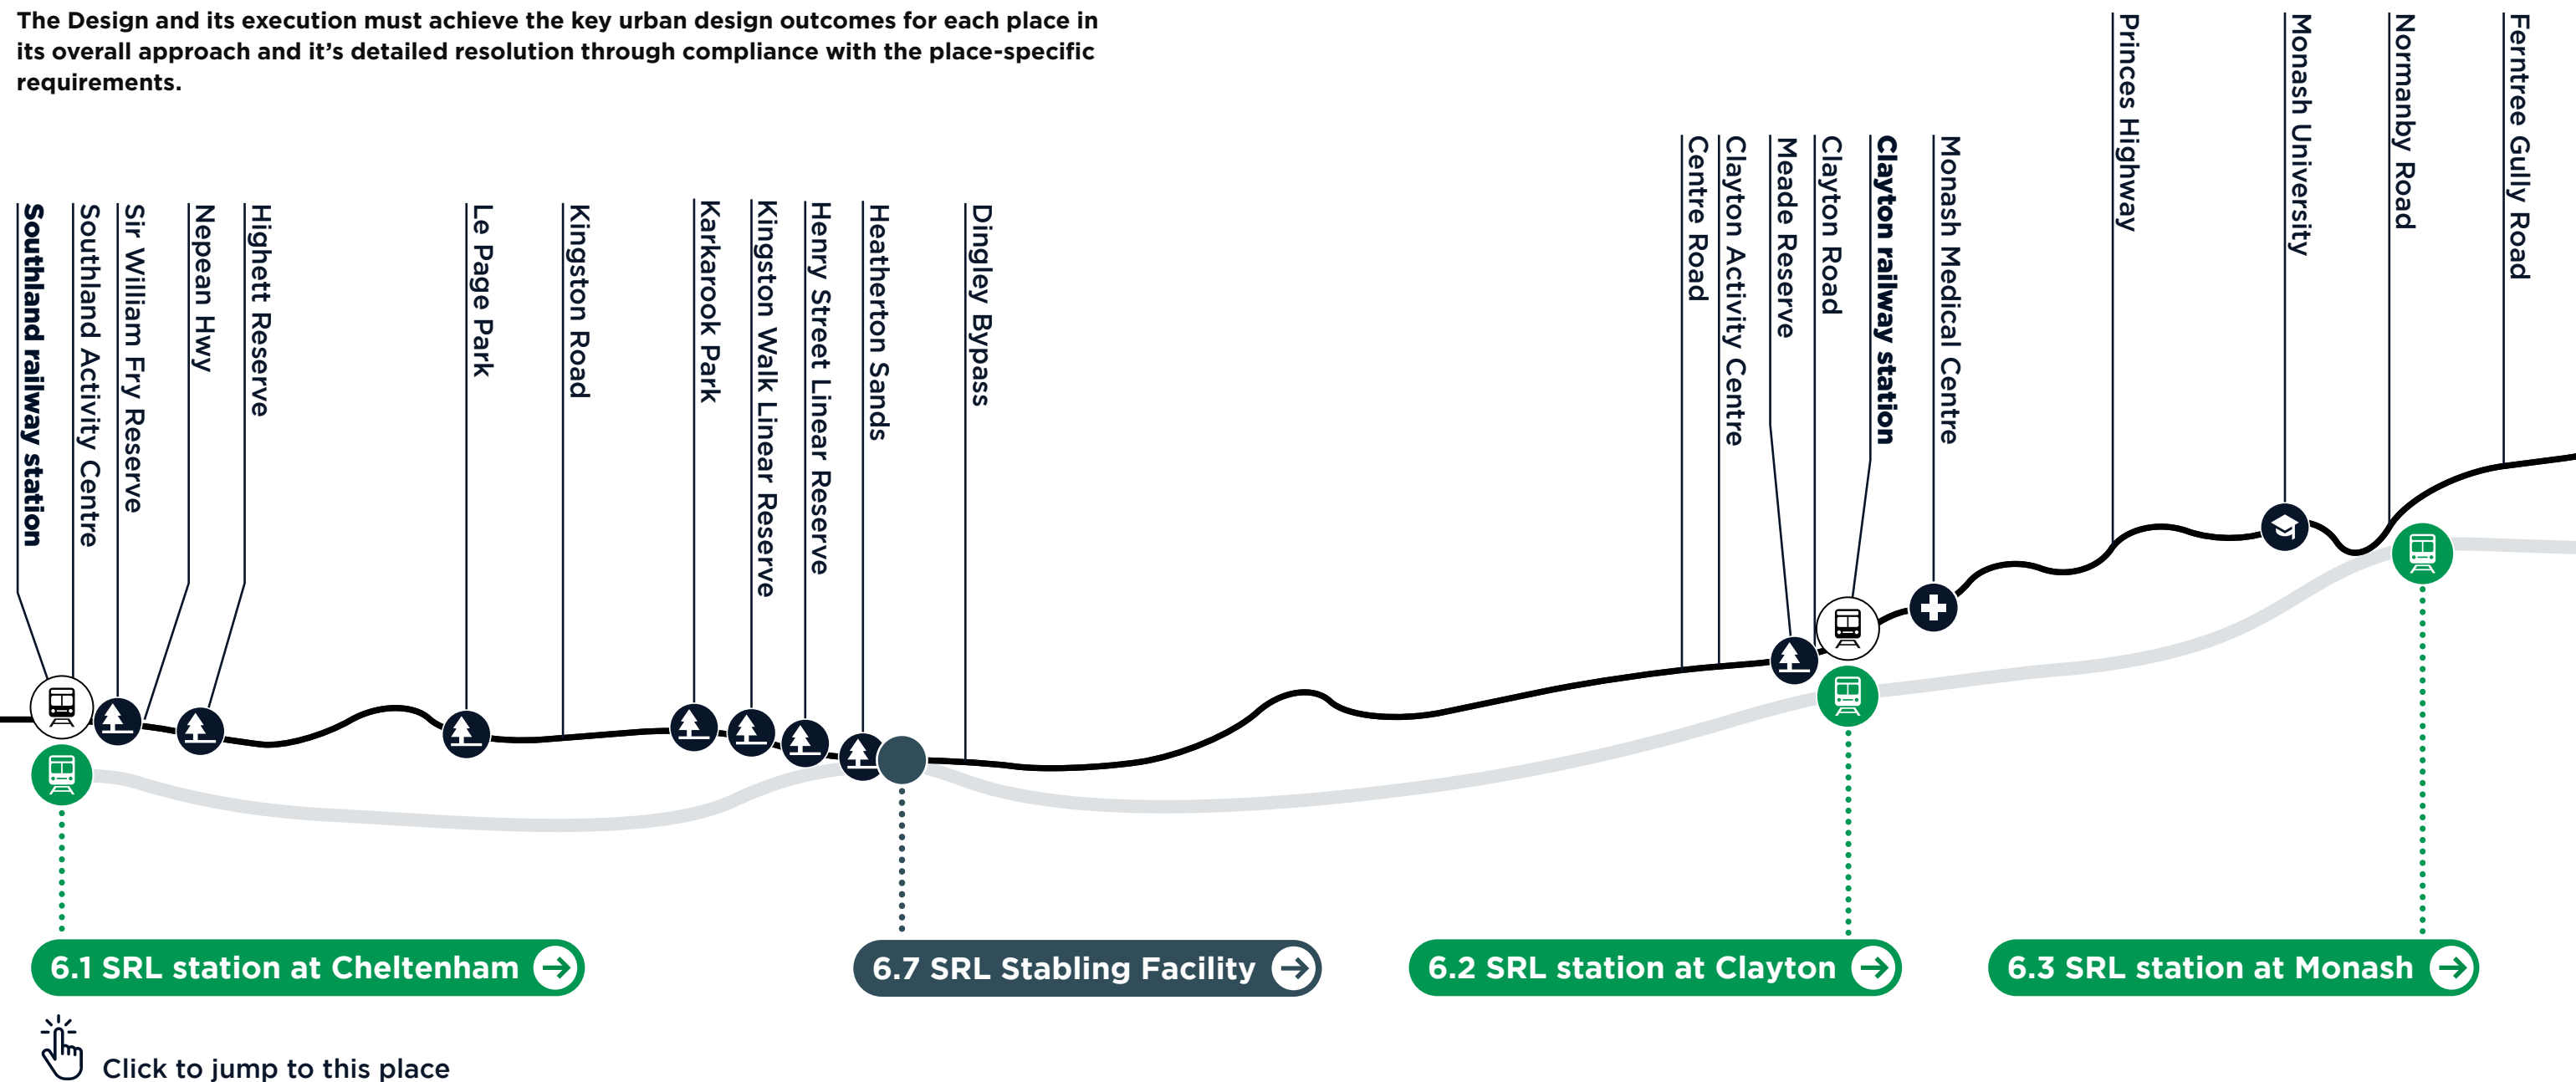 The Design and its execution must achieve the key urban design outcomes for each place in
its overall approach and it’s detailed resolution through compliance with the place-specific
requirements.
Southland railway station
Southland Activity Centre
Sir William Fry Reserve
Nepean Hwy
Highett Reserve
Le Page Park
Kingston Road
Karkarook Park
Kingston Walk Linear Reserve
Henry Street Linear Reserve
Heatherton Sands
Dingley Bypass
Centre Road
Clayton Activity Centre
Meade Reserve
Clayton Road
Clayton railway station
Monash Medical Centre
Princes Highway
Monash University
Normanby Road
Ferntree Gully Road
6.1 SRL station at Cheltenham
6.7 SRL Stabling Facility
6.2 SRL station at Clayton
6.3 SRL station at Monash
Click to jump to this place